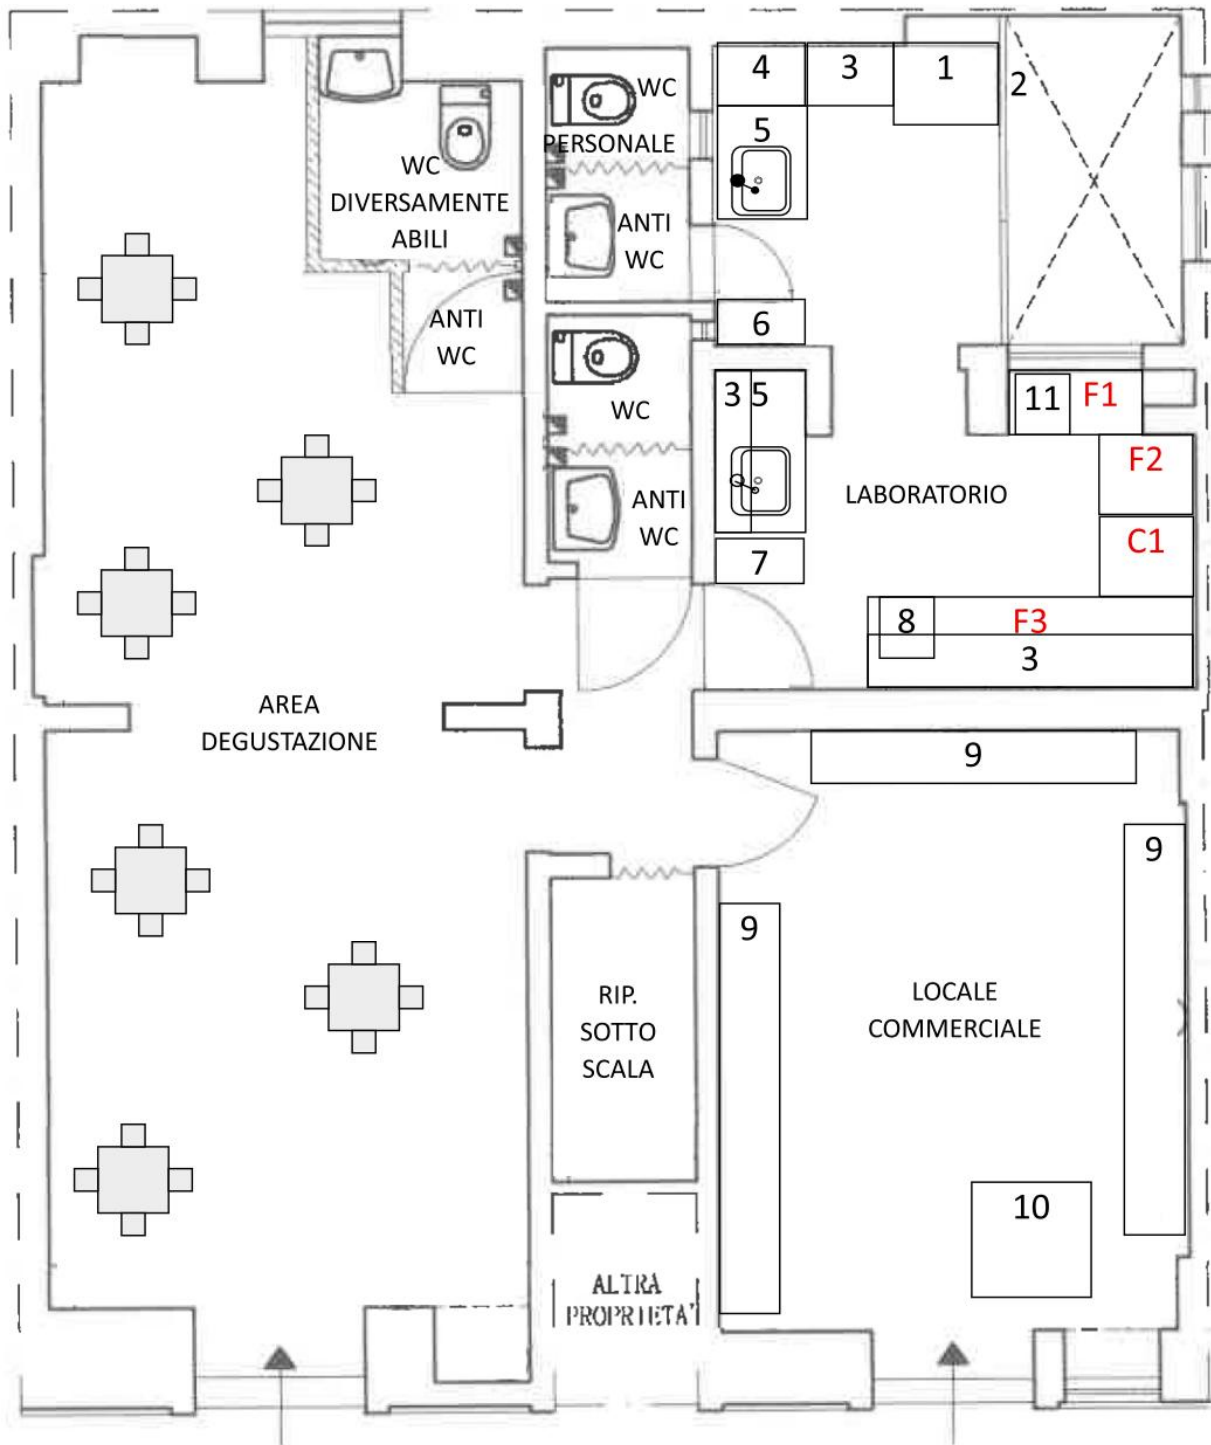 4
3
1
2
WC
PERSONALE
5
WC
DIVERSAMENTE
ABILI
ANTI
WC
ANTI
WC
6
WC
3
5
11
F1
F2
ANTI
WC
LABORATORIO
C1
7
8
F3
3
AREA
DEGUSTAZIONE
9
9
9
RIP.
SOTTO
SCALA
LOCALE
COMMERCIALE
10
ALTRA
PROPRIETA'